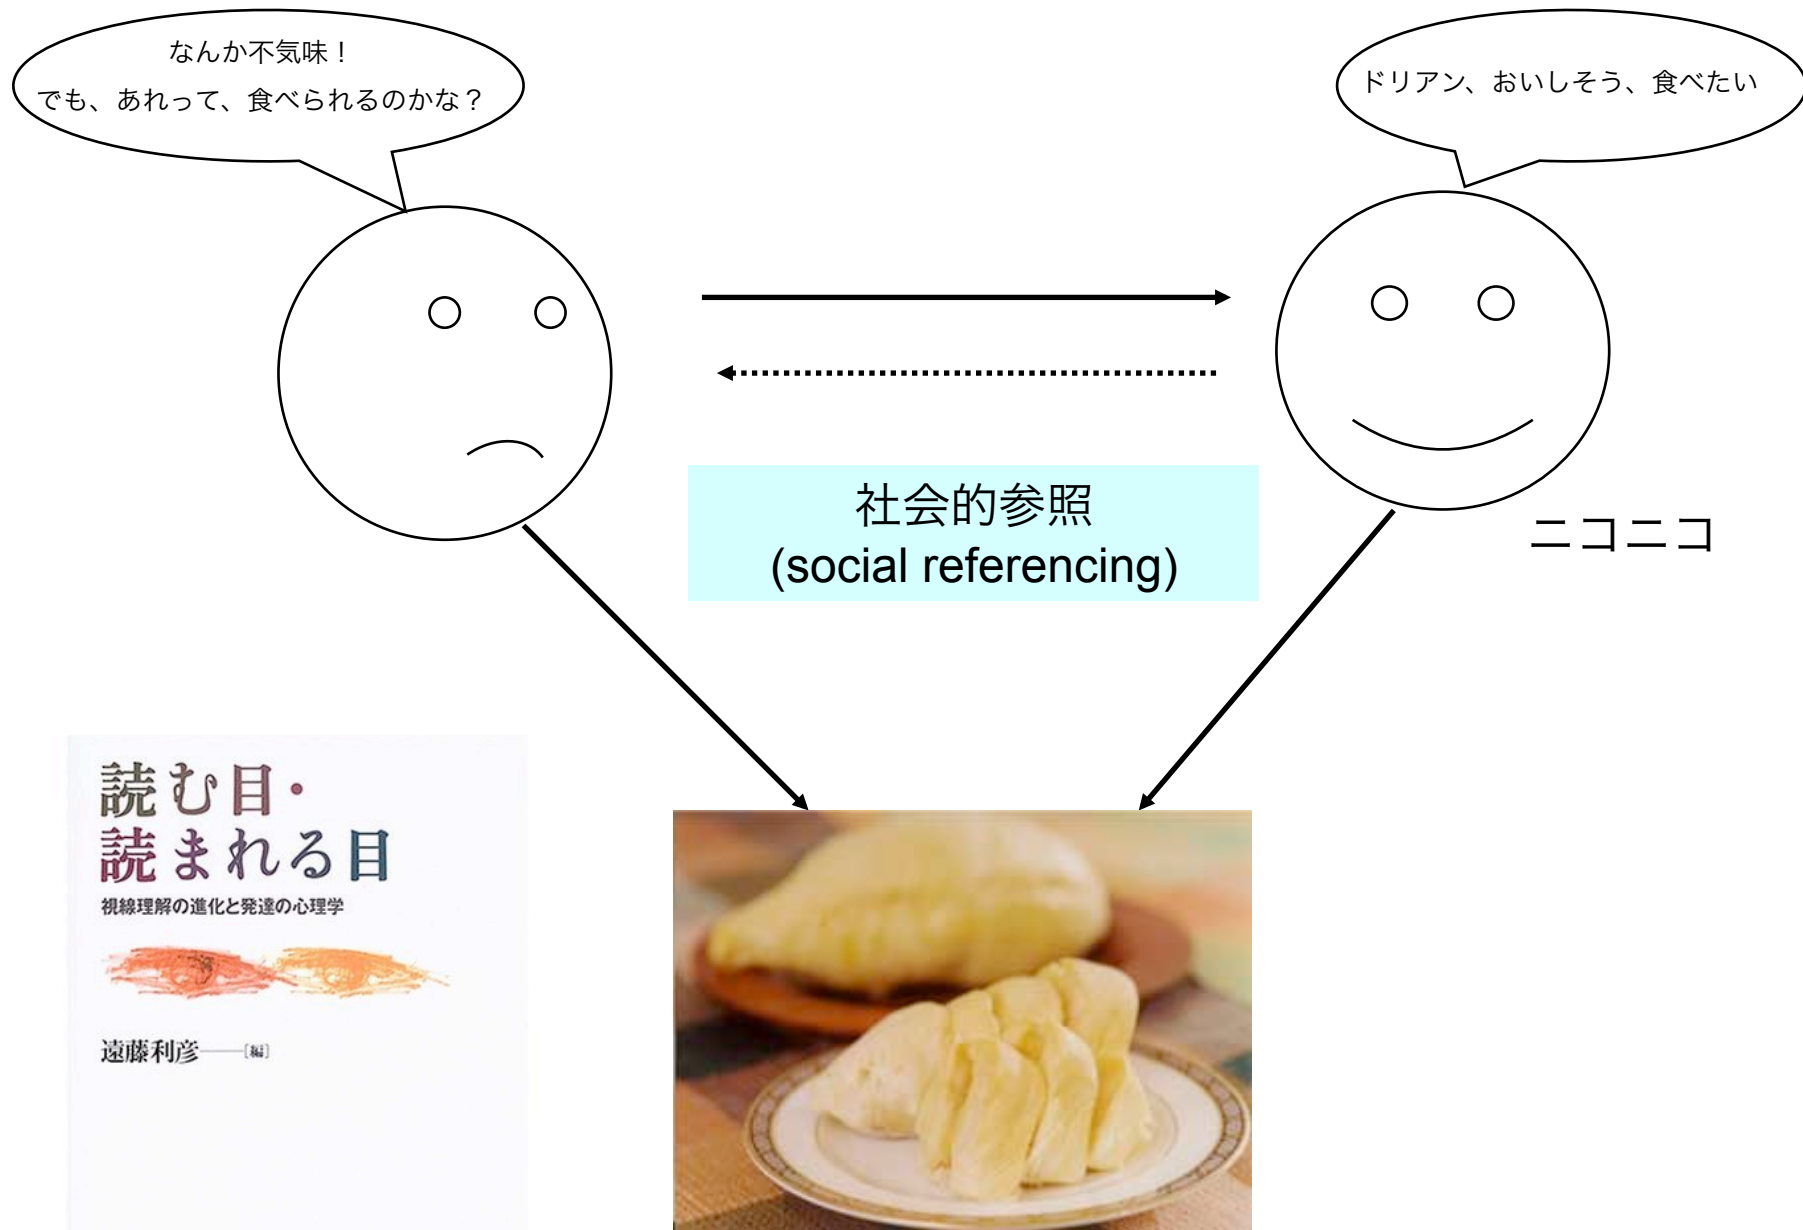 なんか不気味！
でも、あれって、食べられるのかな？
ドリアン、おいしそう、食べたい
社会的参照
(social referencing)
ニコニコ
読む目・
読まれる目
視線理解の進化と発達の心理学
遠藤利彦──［編］